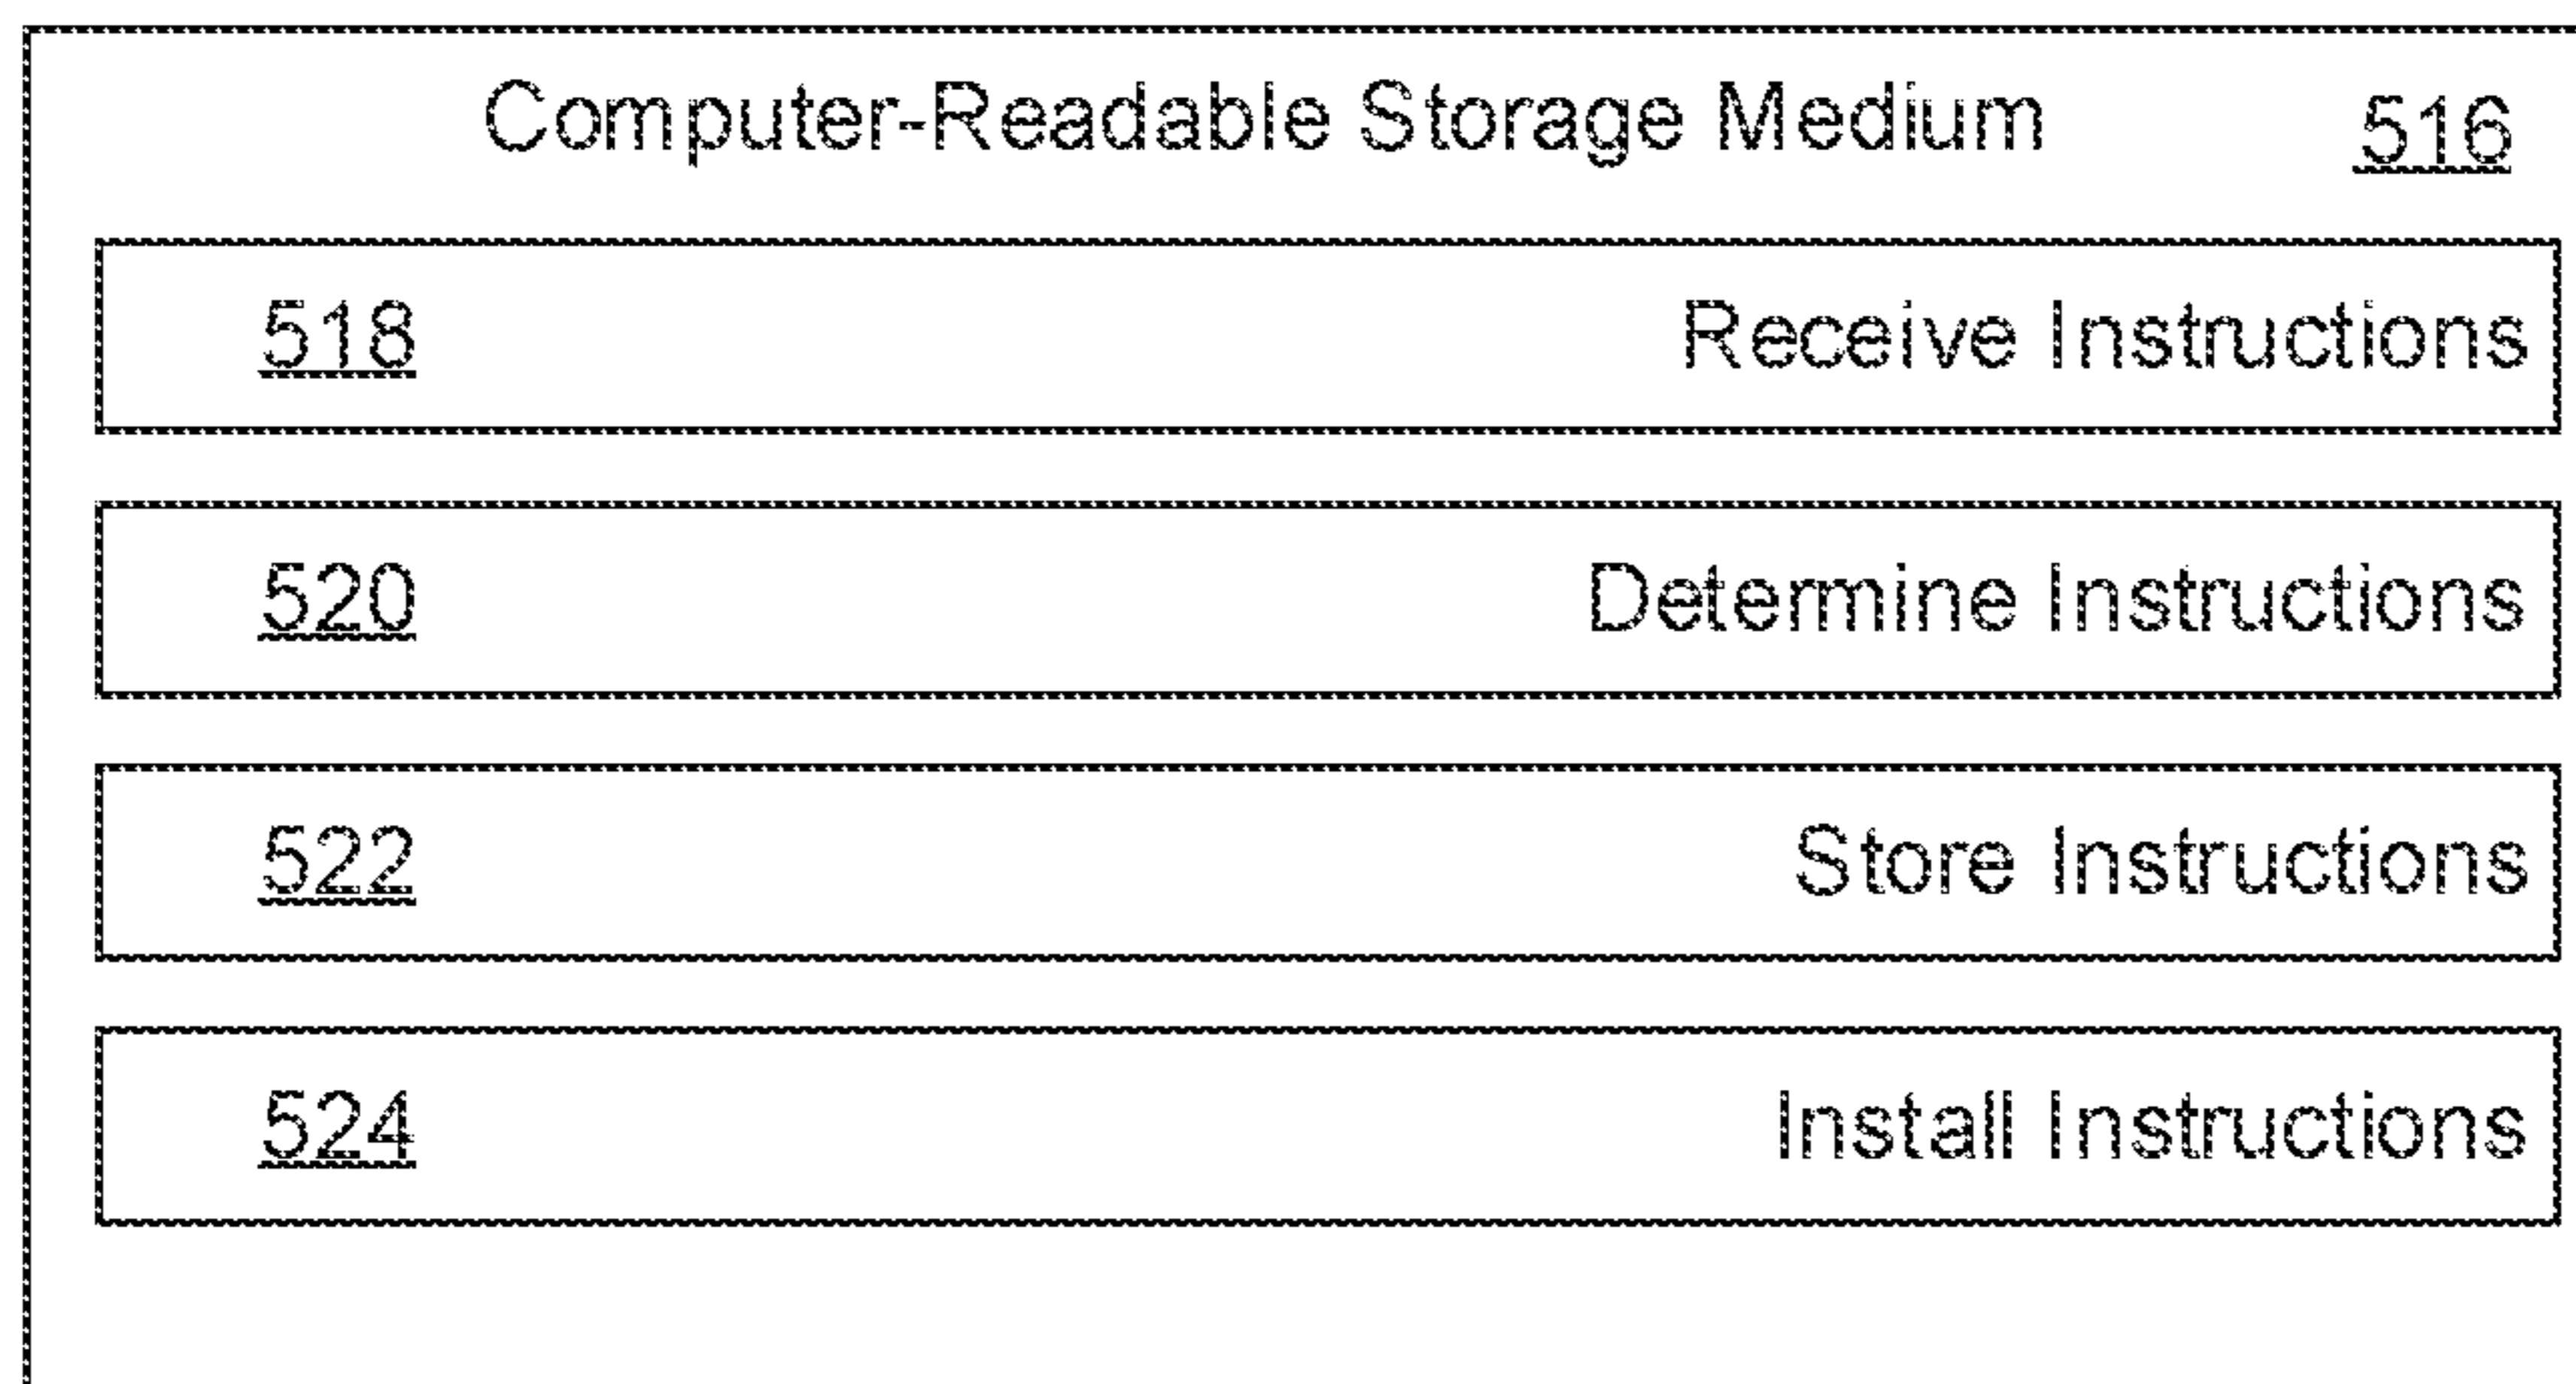 Computer-Readable Storage Medium 516
518 Receive Instructions
520 Determine Instructions
522 Store Instructions
524 Install Instructions